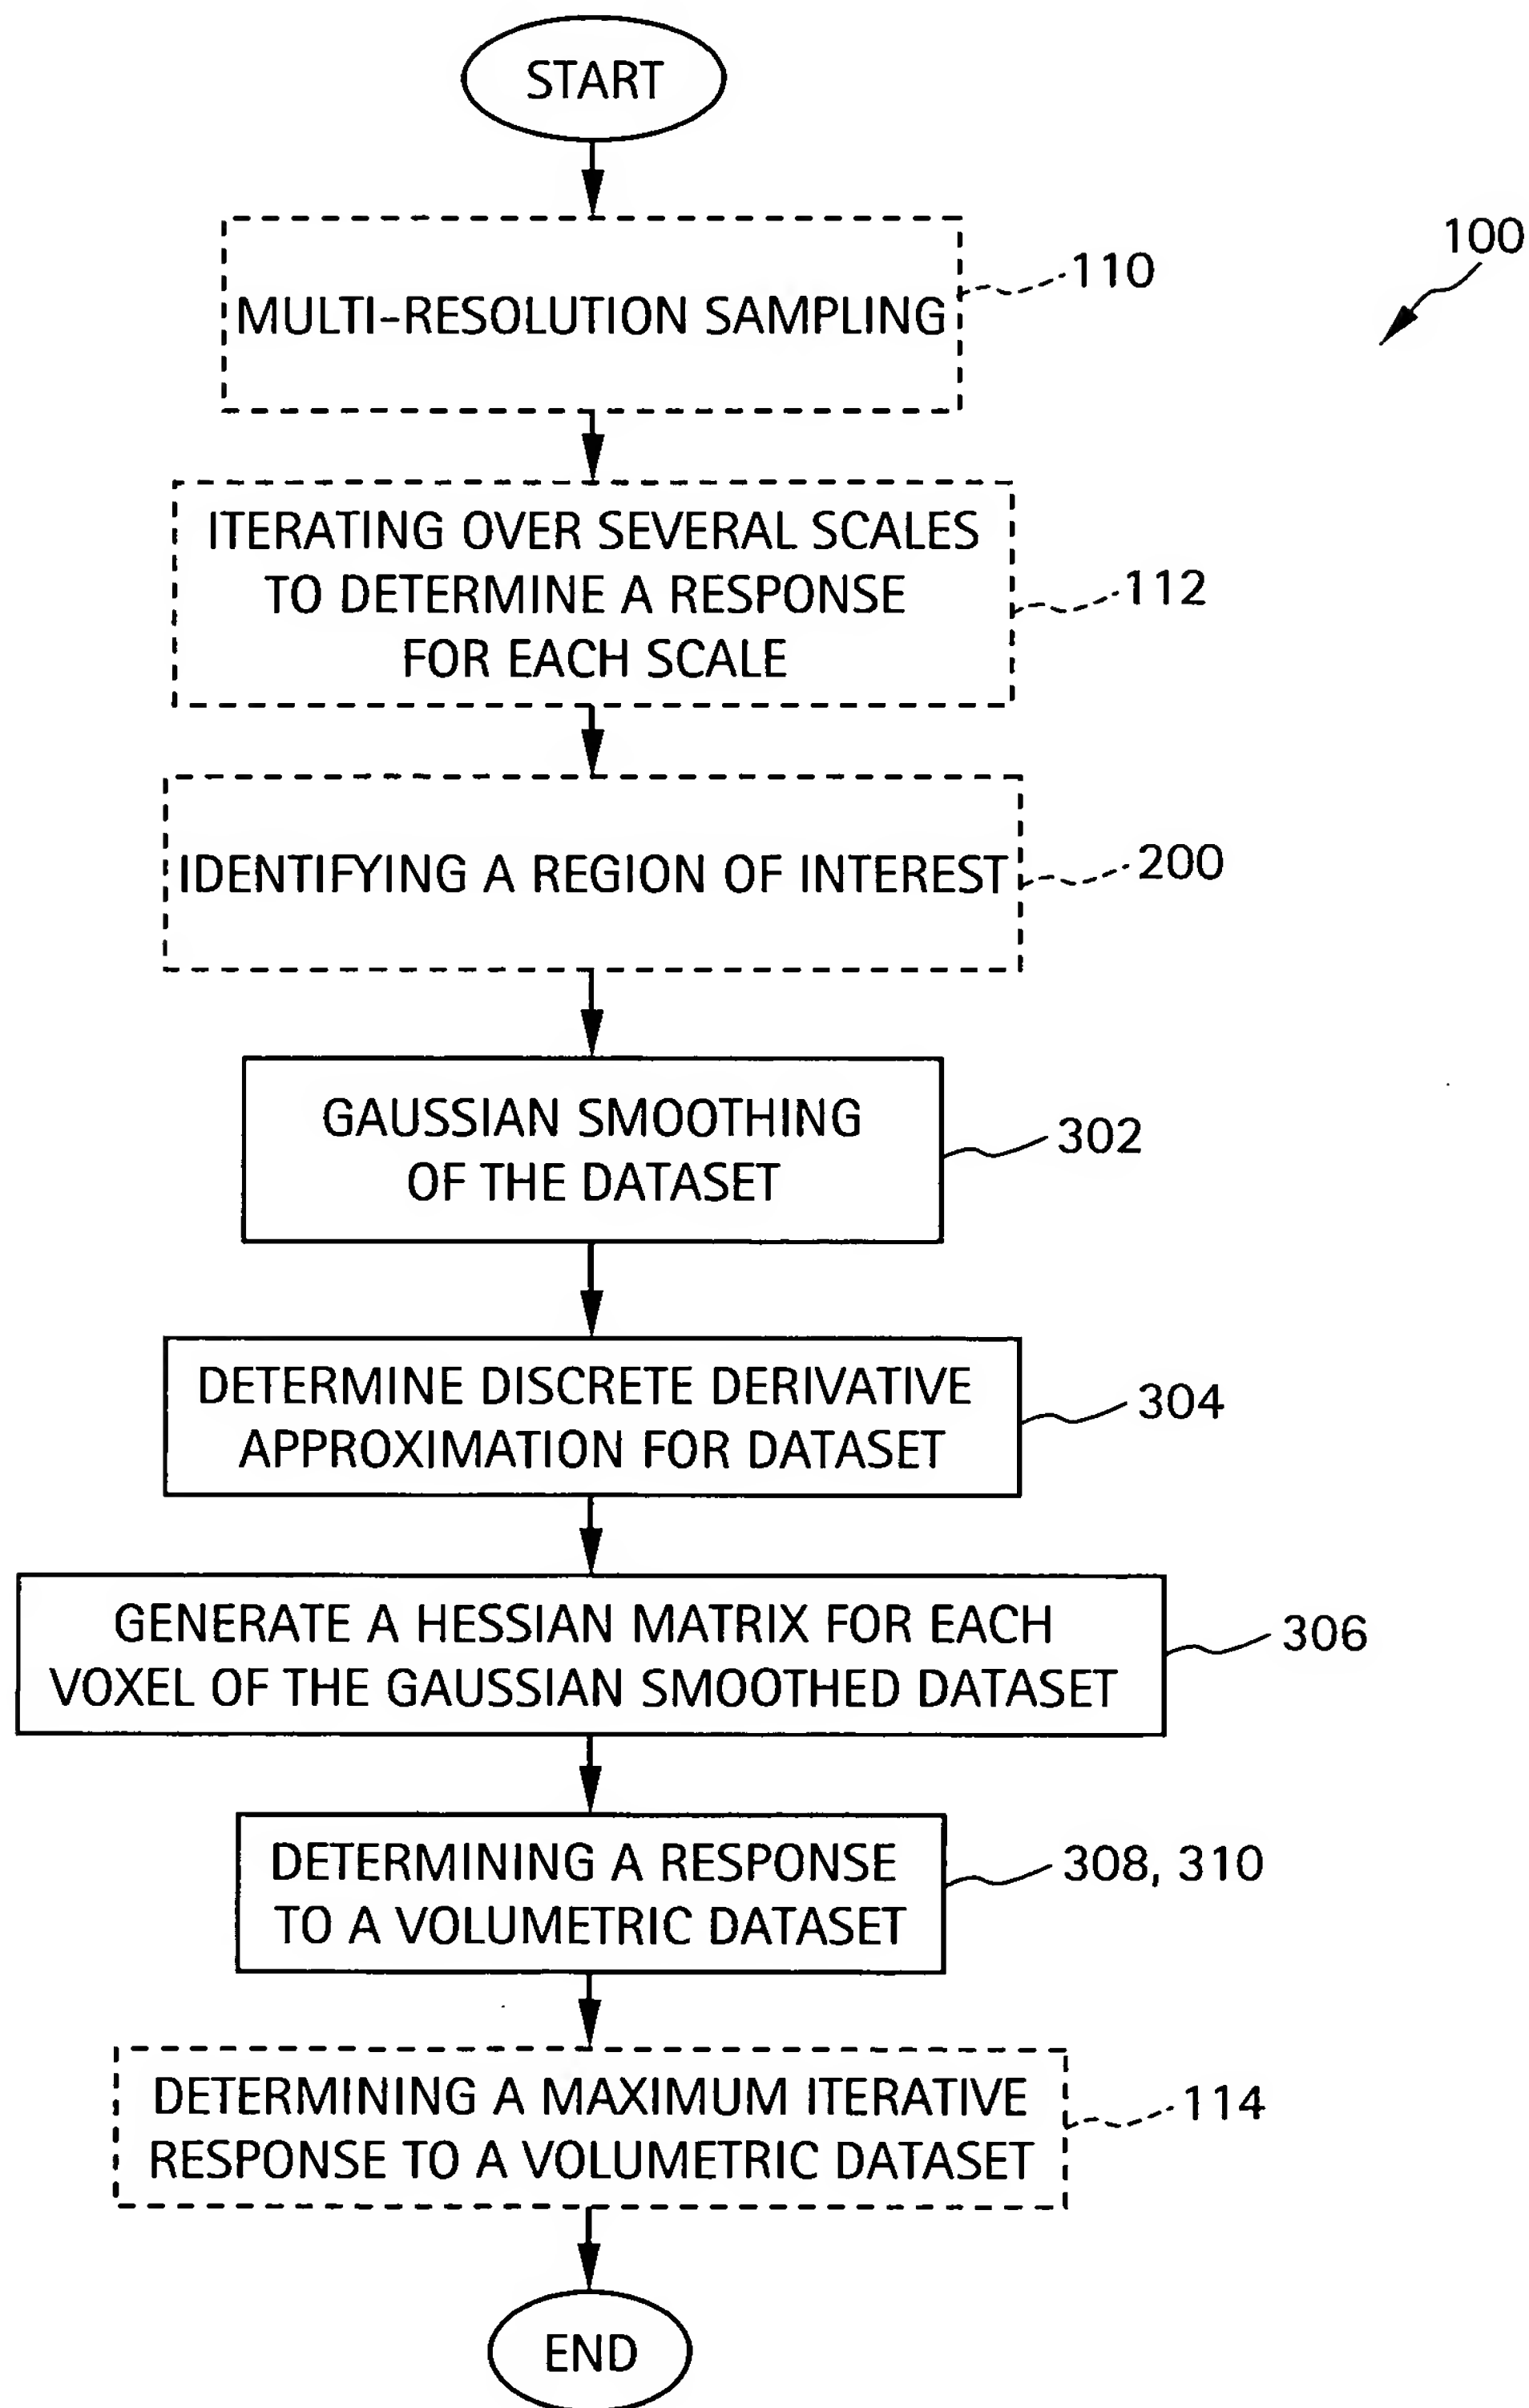 START
100
MULTI-RESOLUTION SAMPLING
110
ITERATING OVER SEVERAL SCALES
TO DETERMINE A RESPONSE
FOR EACH SCALE
112
IDENTIFYING A REGION OF INTEREST
200
GAUSSIAN SMOOTHING
OF THE DATASET
302
DETERMINE DISCRETE DERIVATIVE
APPROXIMATION FOR DATASET
304
GENERATE A HESSIAN MATRIX FOR EACH
VOXEL OF THE GAUSSIAN SMOOTHED DATASET
306
DETERMINING A RESPONSE
TO A VOLUMETRIC DATASET
308, 310
DETERMINING A MAXIMUM ITERATIVE
RESPONSE TO A VOLUMETRIC DATASET
114
END